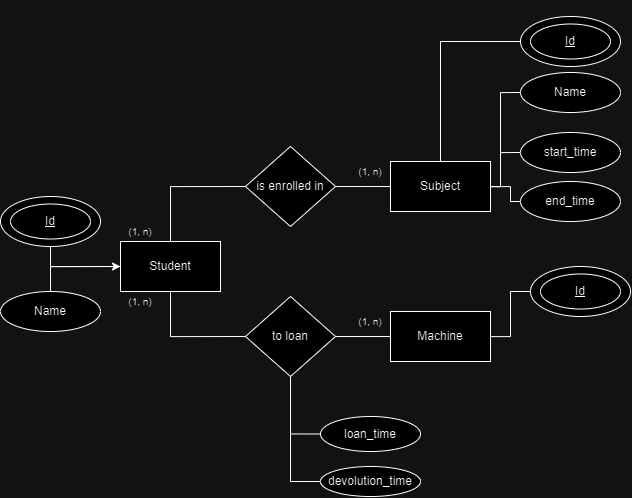 Id
Name
start_time
end_time
is enrolled in
(1, n)
Subject
Id
(1, n)
Student
Name
(1, n)
Id
to loan
(1, n)
Machine
loan_time
devolution_time